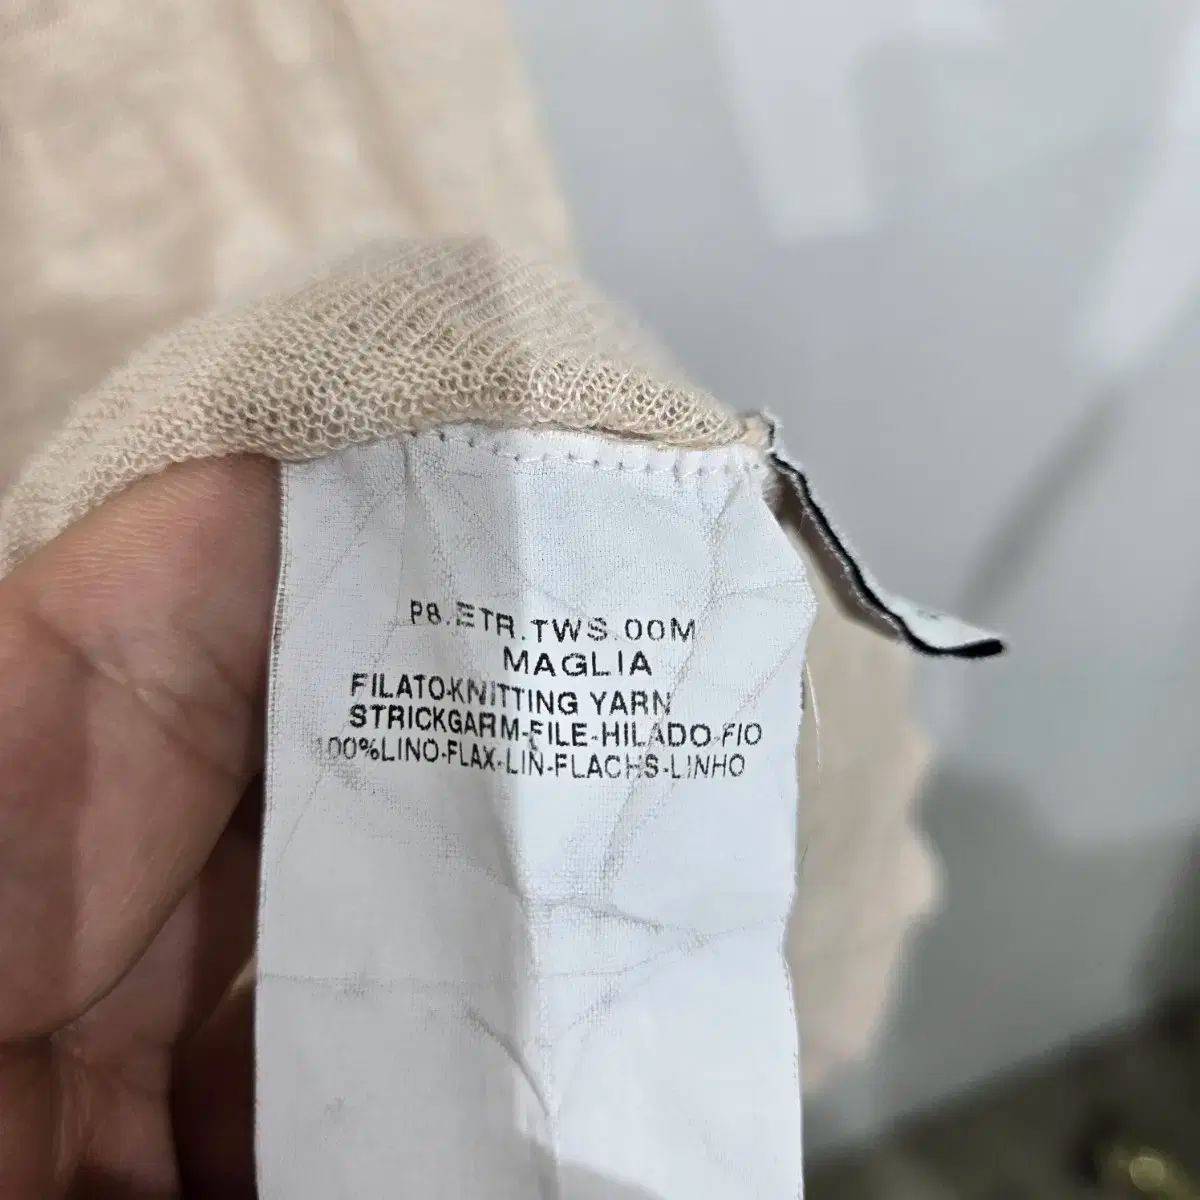 P8.ETR.TWS.00M
MAGLIA
FILATO-KNITTING YARN
STRICKGARM-FILE-HILADO-FIO
100%LINO-FLAX-LIN-FLACHS-LINHO